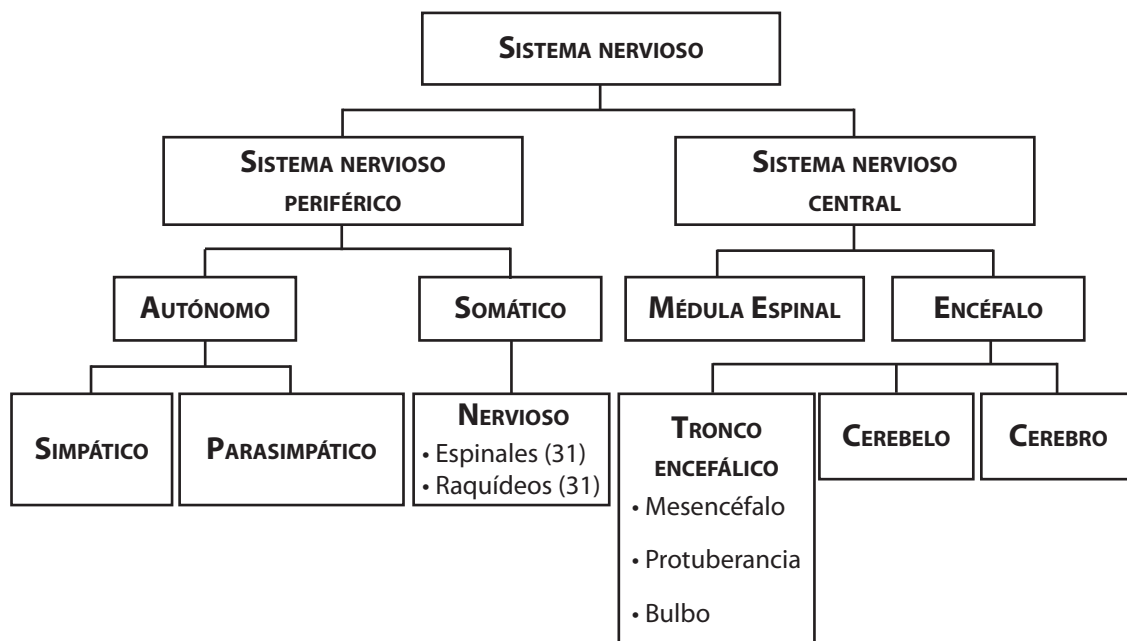 Sistema nervioso
Sistema nervioso
periférico
Sistema nervioso
central
Autónomo
Somático
Médula Espinal
Encéfalo
Simpático
Parasimpático
Nervioso
• Espinales (31)
• Raquídeos (31)
Tronco
encefálico
• Mesencéfalo
• Protuberancia
• Bulbo
Cerebelo
Cerebro